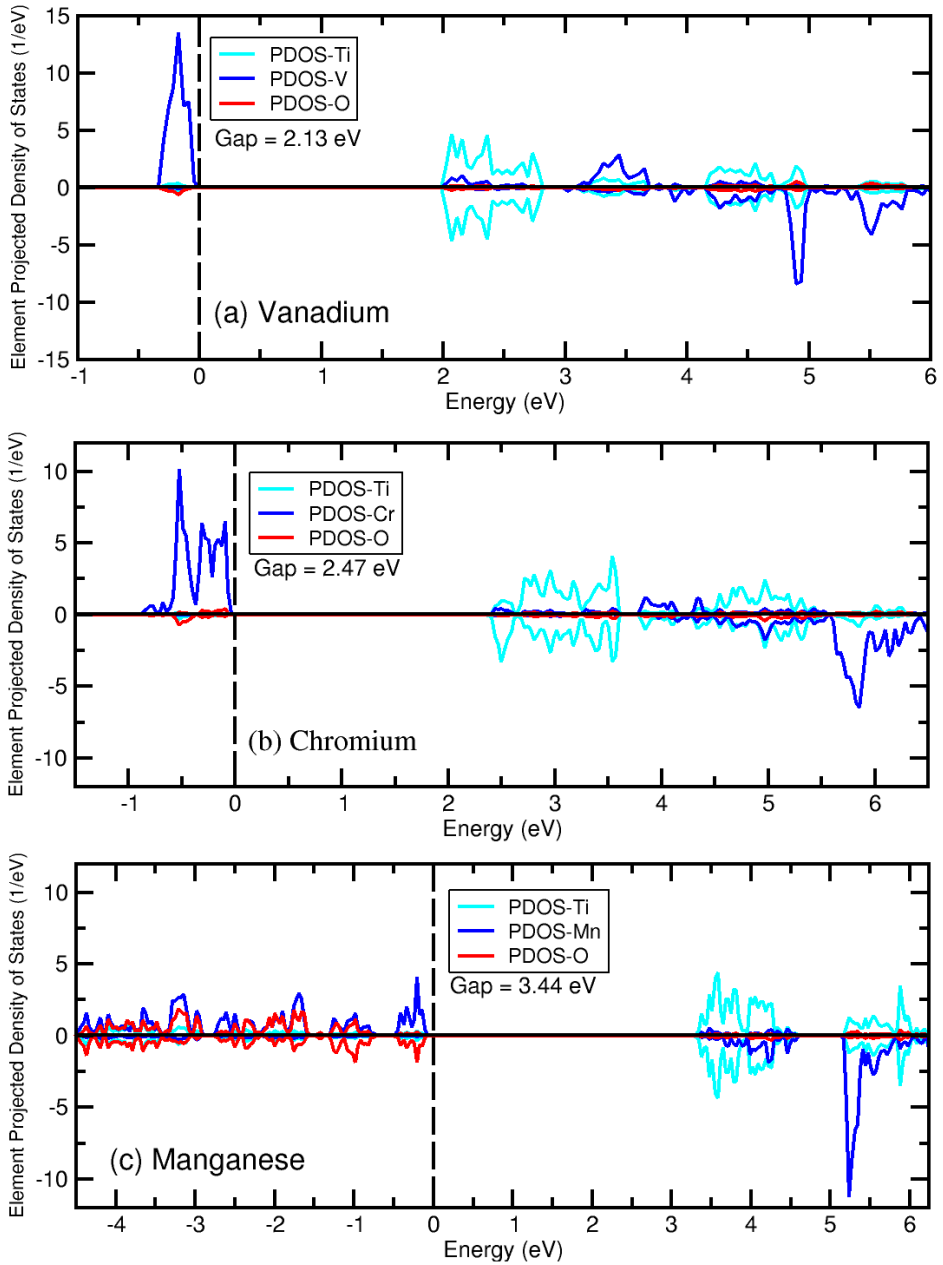 Element Projected Density of States (1/eV)
15
10
5
0
-5
-10
-15
PDOS-Ti
PDOS-V
PDOS-O
Gap = 2.13 eV
(a) Vanadium
-1 0 1 2 3 4 5 6
Energy (eV)
Element Projected Density of States (1/eV)
10
5
0
-5
-10
PDOS-Ti
PDOS-Cr
PDOS-O
Gap = 2.47 eV
(b) Chromium
-1 0 1 2 3 4 5 6
Energy (eV)
Element Projected Density of States (1/eV)
10
5
0
-5
-10
PDOS-Ti
PDOS-Mn
PDOS-O
Gap = 3.44 eV
(c) Manganese
-4 -3 -2 -1 0 1 2 3 4 5 6
Energy (eV)